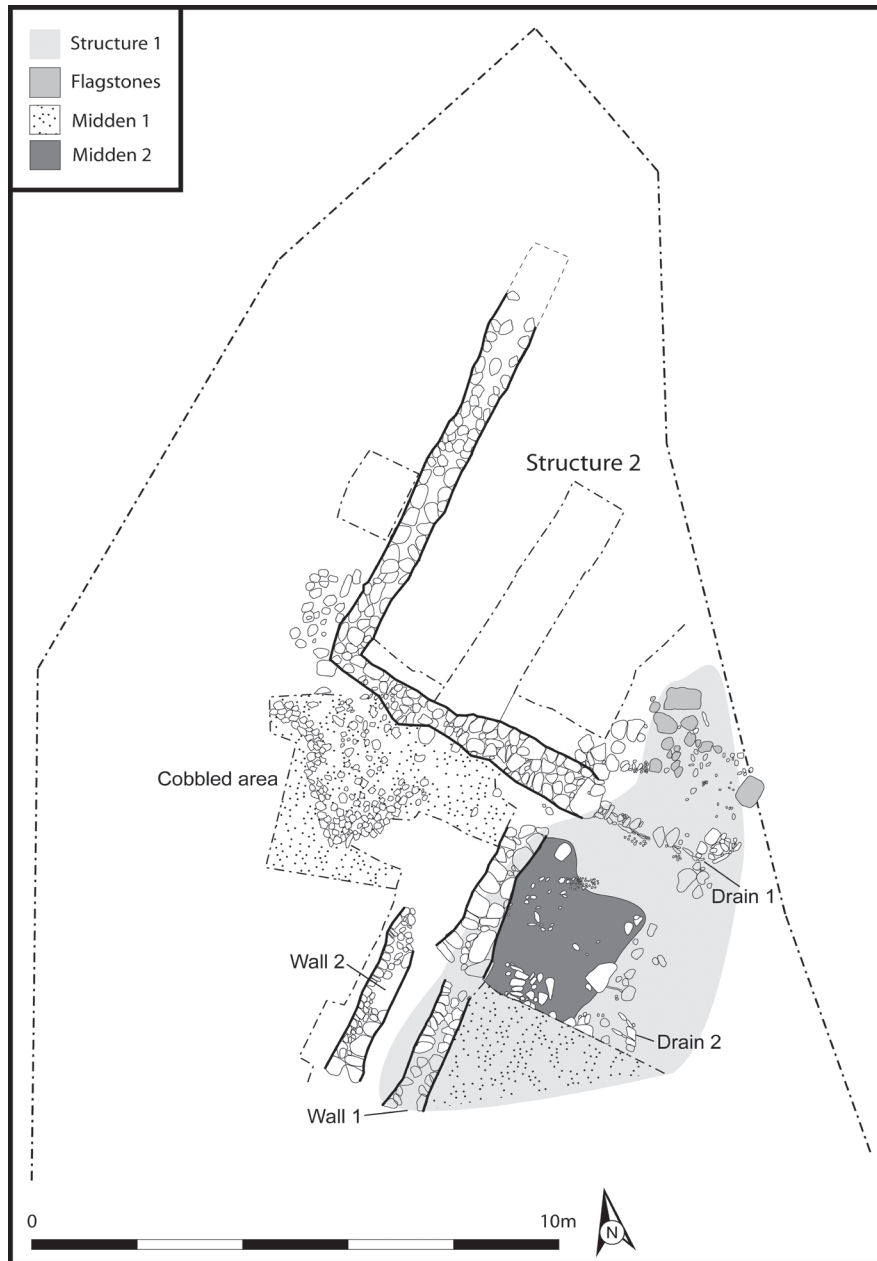 Structure 1
Flagstones
Midden 1
Midden 2
Structure 2
Cobbled area
Drain 1
Wall 2
Drain 2
Wall 1
0
10m
N